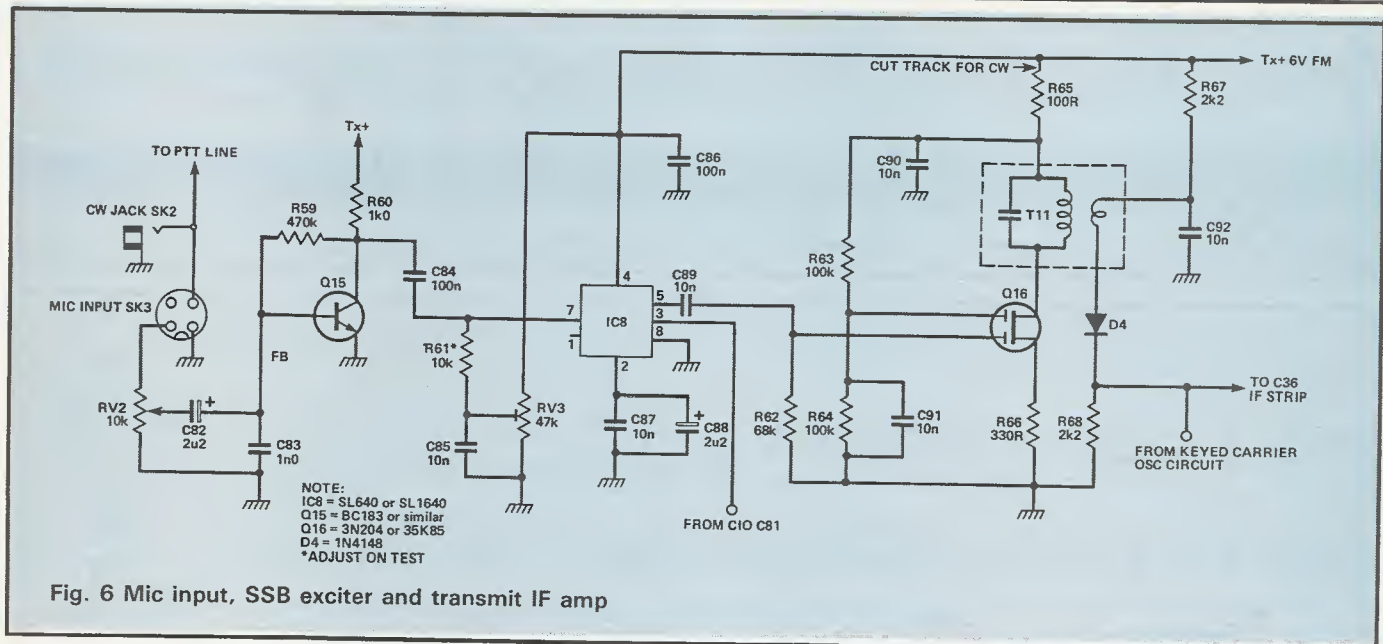 CUT TRACK FOR CW
Tx+ 6V FM
R65
100R
R67
2k2
Tx+
TO PTT LINE
C86
100n
C90
10n
CW JACK SK2
R59
470k
R60
1k0
T11
C92
10n
C84
100n
R63
100k
MIC INPUT SK3
Q15
4
C89
10n
Q16
7
5
3
8
IC8
1
2
D4
FB
R61*
10k
RV3
47k
TO C36
IF STRIP
RV2
10k
C82
2u2
+
C87
10n
+
C88
2u2
R62
68k
R64
100k
C91
10n
R66
330R
R68
2k2
C83
1n0
C85
10n
FROM KEYED CARRIER
OSC CIRCUIT
NOTE:
IC8 = SL640 or SL1640
Q15 = BC183 or similar
Q16 = 3N204 or 35K85
D4 = 1N4148
*ADJUST ON TEST
FROM CIO C81
Fig. 6 Mic input, SSB exciter and transmit IF amp